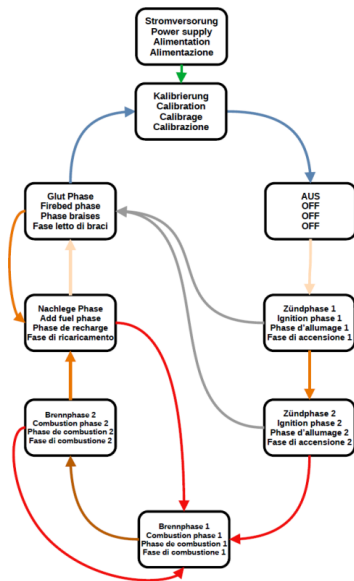 Stromversorung
Power supply
Alimentation
Alimentazione
Kalibrierung
Calibration
Calibrage
Calibrazione
Glut Phase
Firebed phase
Phase braises
Fase letto di braci
AUS
OFF
OFF
OFF
Nachlege Phase
Add fuel phase
Phase de recharge
Fase di ricaricamento
Zündphase 1
Ignition phase 1
Phase d'allumage 1
Fase di accensione 1
Brennphase 2
Combustion phase 2
Phase de combustion 2
Fase di combustione 2
Zündphase 2
Ignition phase 2
Phase d'allumage 2
Fase di accensione 2
Brennphase 1
Combustion phase 1
Phase de combustion 1
Fase di combustione 1